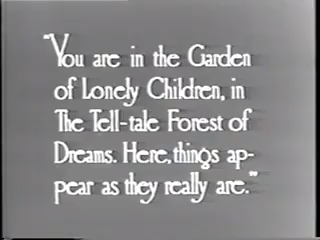 "You are in the Garden
of Lonely Children, in
The Tell-tale Forest of
Dreams. Here, things ap-
pear as they really are."